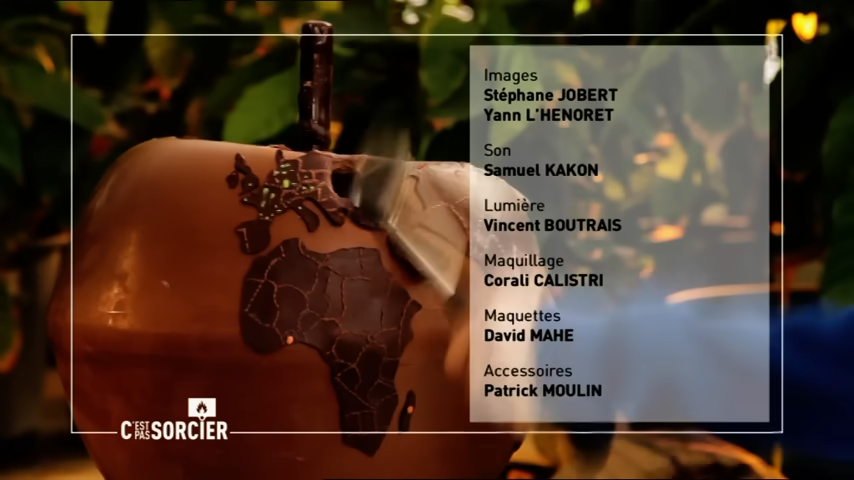 Images
Stéphane JOBERT
Yann L'HENORET
Son
Samuel KAKON
Lumière
Vincent BOUTRAIS
Maquillage
Corali CALISTRI
Maquettes
David MAHE
Accessoires
Patrick MOULIN
C'EST PAS SORCIER